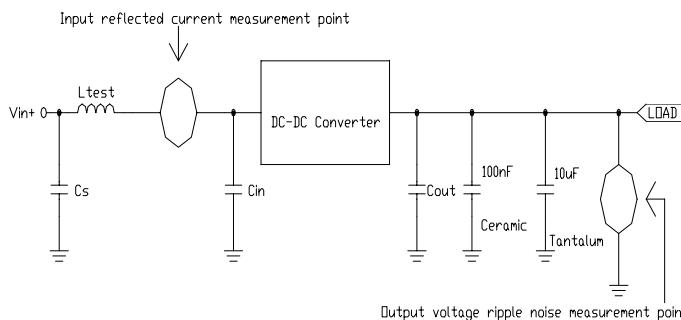 Input reflected current measurement point
Ltest
Vin+
DC-DC Converter
LOAD
Cs
Cin
Cout
100nF
10uF
Ceramic
Tantalum
Output voltage ripple noise measurement poin